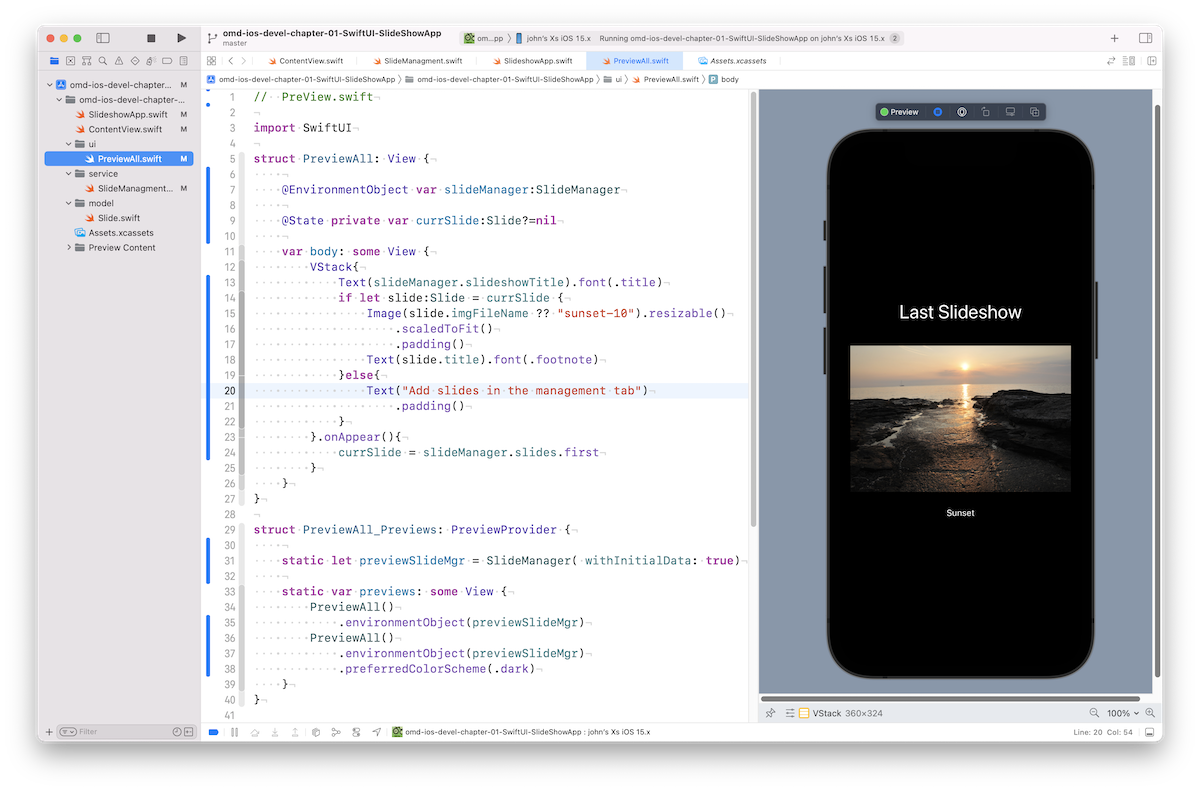 omd-ios-devel-chapter-01-SwiftUI-SlideShowApp
master
om...pp 〉 john's Xs iOS 15.x Running omd-ios-devel-chapter-01-SwiftUI-SlideShowApp on john's Xs iOS 15.x 2
ContentView.swift SlideManagment.swift SlideshowApp.swift PreviewAll.swift Assets.xcassets
omd-ios-devel-chapter-01-SwiftUI-SlideShowApp 〉 omd-ios-devel-chapter-01-SwiftUI-SlideShowApp 〉 ui 〉 PreviewAll.swift 〉 P body
omd-ios-devel-chapter... M
omd-ios-devel-chapter-...
SlideshowApp.swift M
ContentView.swift M
ui
PreviewAll.swift M
service
SlideManagment... M
model
Slide.swift
Assets.xcassets
Preview Content
Filter
1 //  PreView.swift
2
3 import SwiftUI
4
5 struct PreviewAll: View {
6
7     @EnvironmentObject var slideManager:SlideManager
8
9     @State private var currSlide:Slide?=nil
10
11     var body: some View {
12         VStack{
13             Text(slideManager.slideshowTitle).font(.title)
14             if let slide:Slide = currSlide {
15                 Image(slide.imgFileName ?? "sunset-10").resizable()
16                     .scaledToFit()
17                     .padding()
18                 Text(slide.title).font(.footnote)
19             }else{
20                 Text("Add slides in the management tab")
21                     .padding()
22             }
23         }.onAppear(){
24             currSlide = slideManager.slides.first
25         }
26     }
27 }
28
29 struct PreviewAll_Previews: PreviewProvider {
30
31     static let previewSlideMgr = SlideManager( withInitialData: true)
32
33     static var previews: some View {
34         PreviewAll()
35             .environmentObject(previewSlideMgr)
36         PreviewAll()
37             .environmentObject(previewSlideMgr)
38             .preferredColorScheme(.dark)
39     }
40 }
41
Preview
Last Slideshow
Sunset
VStack 360×324
100%
omd-ios-devel-chapter-01-SwiftUI-SlideShowApp : john's Xs iOS 15.x
Line: 20 Col: 54